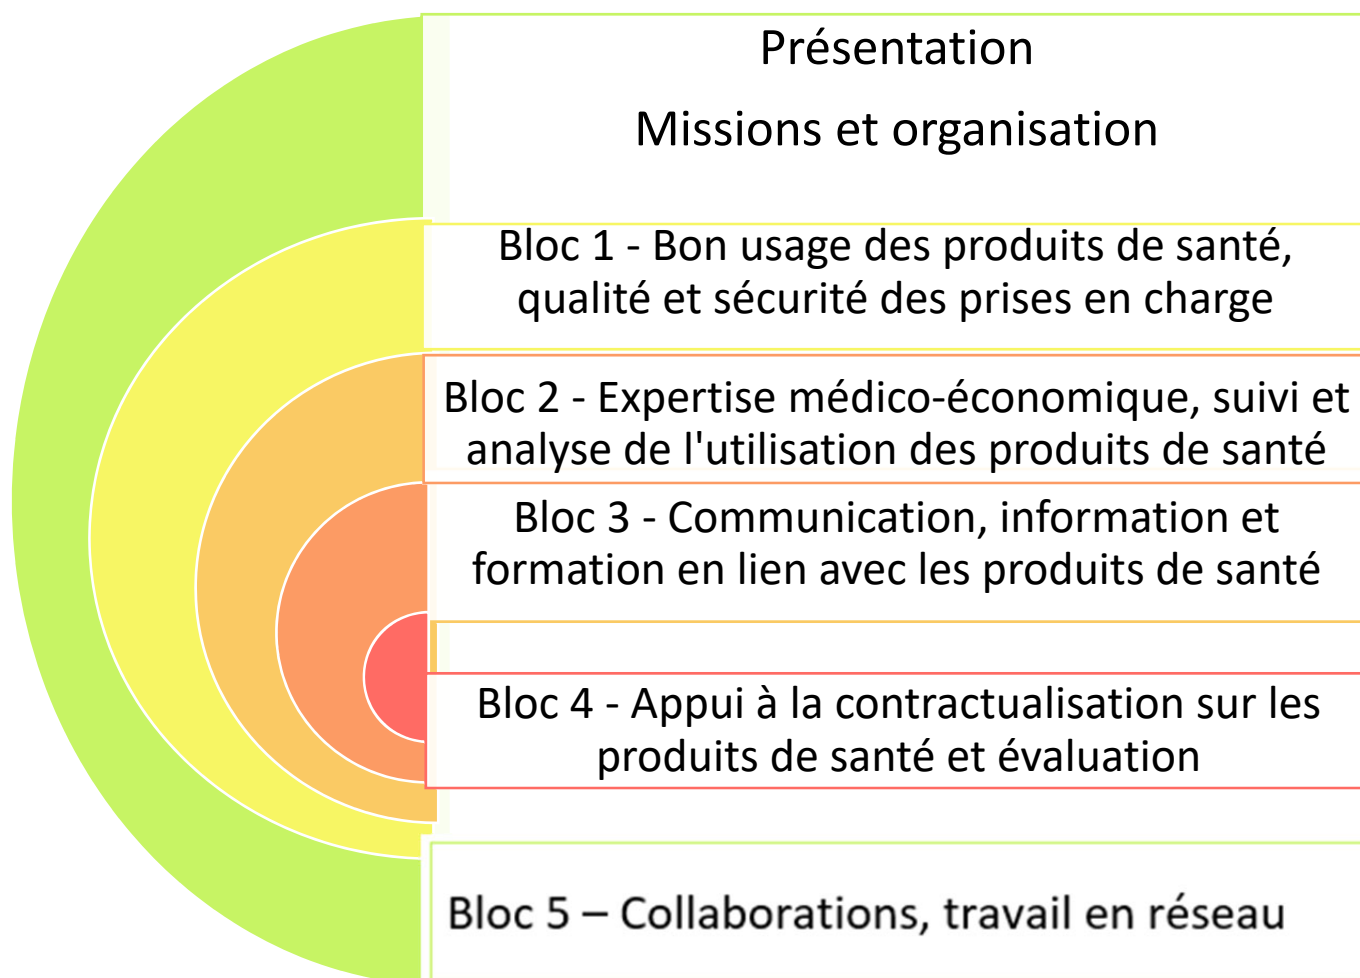 Présentation
Missions et organisation
Bloc 1 - Bon usage des produits de santé,
qualité et sécurité des prises en charge
Bloc 2 - Expertise médico-économique, suivi et
analyse de l'utilisation des produits de santé
Bloc 3 - Communication, information et
formation en lien avec les produits de santé
Bloc 4 - Appui à la contractualisation sur les
produits de santé et évaluation
Bloc 5 – Collaborations, travail en réseau